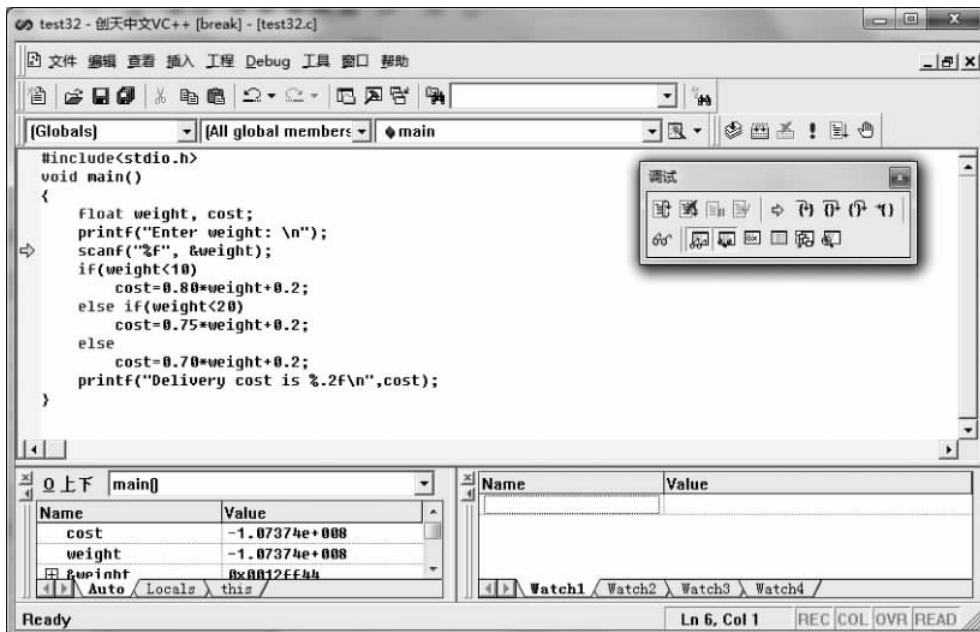 test32 - 创天中文VC++ [break] - [test32.c]
文件 编辑 查看 插入 工程 Debug 工具 窗口 帮助
(Globals) (All global members main
#include<stdio.h>
void main()
{
float weight, cost;
printf("Enter weight: \n");
scanf("%f", &weight);
if(weight<10)
cost=0.80*weight+0.2;
else if(weight<20)
cost=0.75*weight+0.2;
else
cost=0.70*weight+0.2;
printf("Delivery cost is %.2f\n",cost);
}
调试
上下 main()
Name Value
cost -1.07374e+008
weight -1.07374e+008
&weight 0x0012ff44
Auto Locals this
Name Value
Watch1 Watch2 Watch3 Watch4
Ready
Ln 6, Col 1
REC COL OVR READ